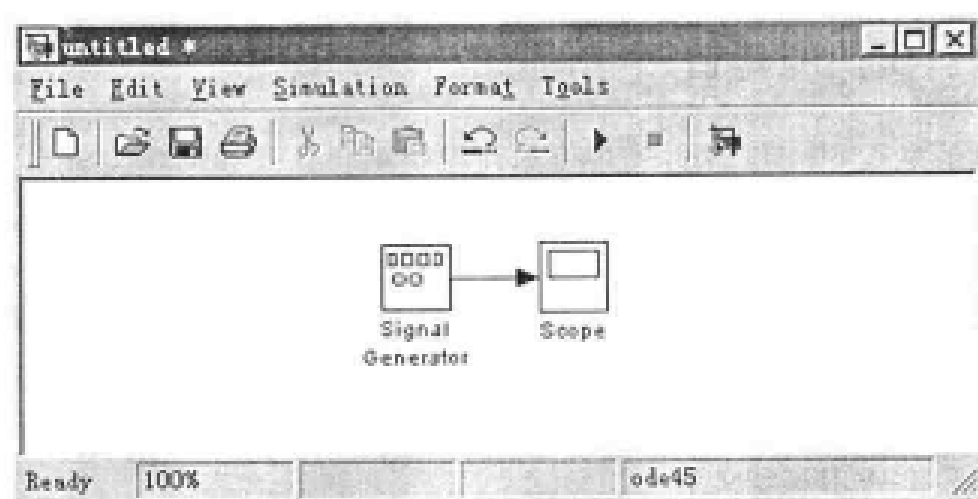 untitled *
File Edit View Simulation Format Tools
Signal
Generator
Scope
Ready 100% ode45